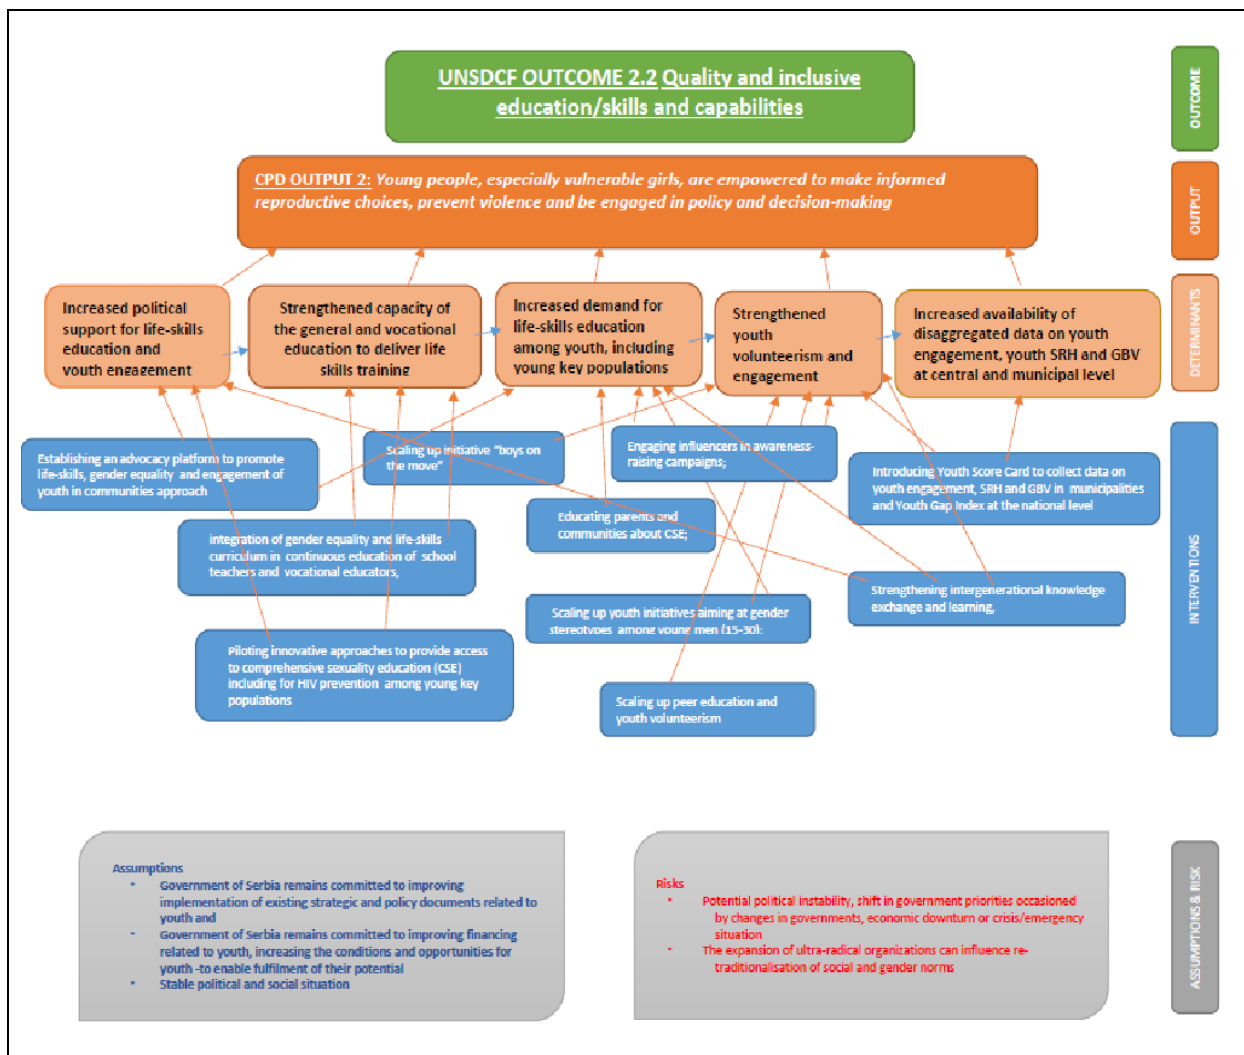 UNSDCF OUTCOME 2.2 Quality and inclusive
education/skills and capabilities
OUTCOME
CPD OUTPUT 2: Young people, especially vulnerable girls, are empowered to make informed
reproductive choices, prevent violence and be engaged in policy and decision-making
OUTPUT
Increased political
support for life-skills
education and
youth engagement
Strengthened capacity of
the general and vocational
education to deliver life
skills training
Increased demand for
life-skills education
among youth, including
young key populations
Strengthened
youth
volunteerism and
engagement
Increased availability of
disaggregated data on youth
engagement, youth SRH and GBV
at central and municipal level
DETERMINANTS
Establishing an advocacy platform to promote
life-skills, gender equality and engagement of
youth in communities approach
Scaling up initiative "boys on
the move"
Engaging influencers in awareness-
raising campaigns;
Introducing Youth Score Card to collect data on
youth engagement, SRH and GBV in municipalities
and Youth Gap Index at the national level
Educating parents and
communities about CSE;
integration of gender equality and life-skills
curriculum in continuous education of school
teachers and vocational educators,
Strengthening intergenerational knowledge
exchange and learning,
Scaling up youth initiatives aiming at gender
stereotypes among young men (15-30);
Piloting innovative approaches to provide access
to comprehensive sexuality education (CSE)
including for HIV prevention among young key
populations
Scaling up peer education and
youth volunteerism
INTERVENTIONS
Assumptions
• Government of Serbia remains committed to improving
implementation of existing strategic and policy documents related to
youth and
• Government of Serbia remains committed to improving financing
related to youth, increasing the conditions and opportunities for
youth -to enable fulfilment of their potential
• Stable political and social situation
Risks
• Potential political instability, shift in government priorities occasioned
by changes in governments, economic downturn or crisis/emergency
situation
• The expansion of ultra-radical organizations can influence re-
traditionalisation of social and gender norms
ASSUMPTIONS & RISK